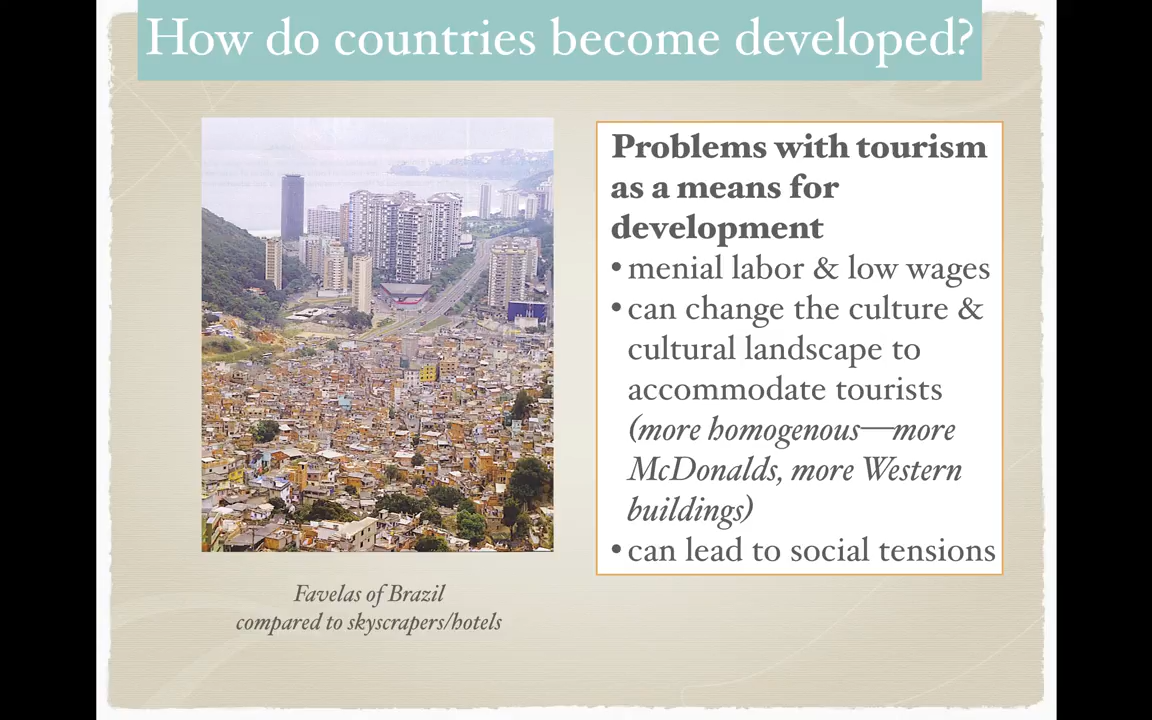 How do countries become developed?
Problems with tourism
as a means for
development
• menial labor & low wages
• can change the culture &
cultural landscape to
accommodate tourists
(more homogenous—more
McDonalds, more Western
buildings)
• can lead to social tensions
Favelas of Brazil
compared to skyscrapers/hotels